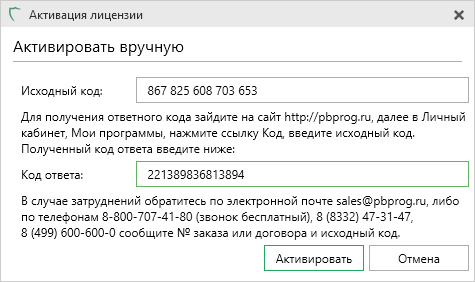 Активация лицензии
Активировать вручную
Исходный код: 867 825 608 703 653
Для получения ответного кода зайдите на сайт http://pbprog.ru, далее в Личный
кабинет, Мои программы, нажмите ссылку Код, введите исходный код.
Полученный код ответа введите ниже:
Код ответа: 221389836813894
В случае затруднений обратитесь по электронной почте sales@pbprog.ru, либо
по телефонам 8-800-707-41-80 (звонок бесплатный), 8 (8332) 47-31-47,
8 (499) 600-600-0 сообщите № заказа или договора и исходный код.
Активировать Отмена